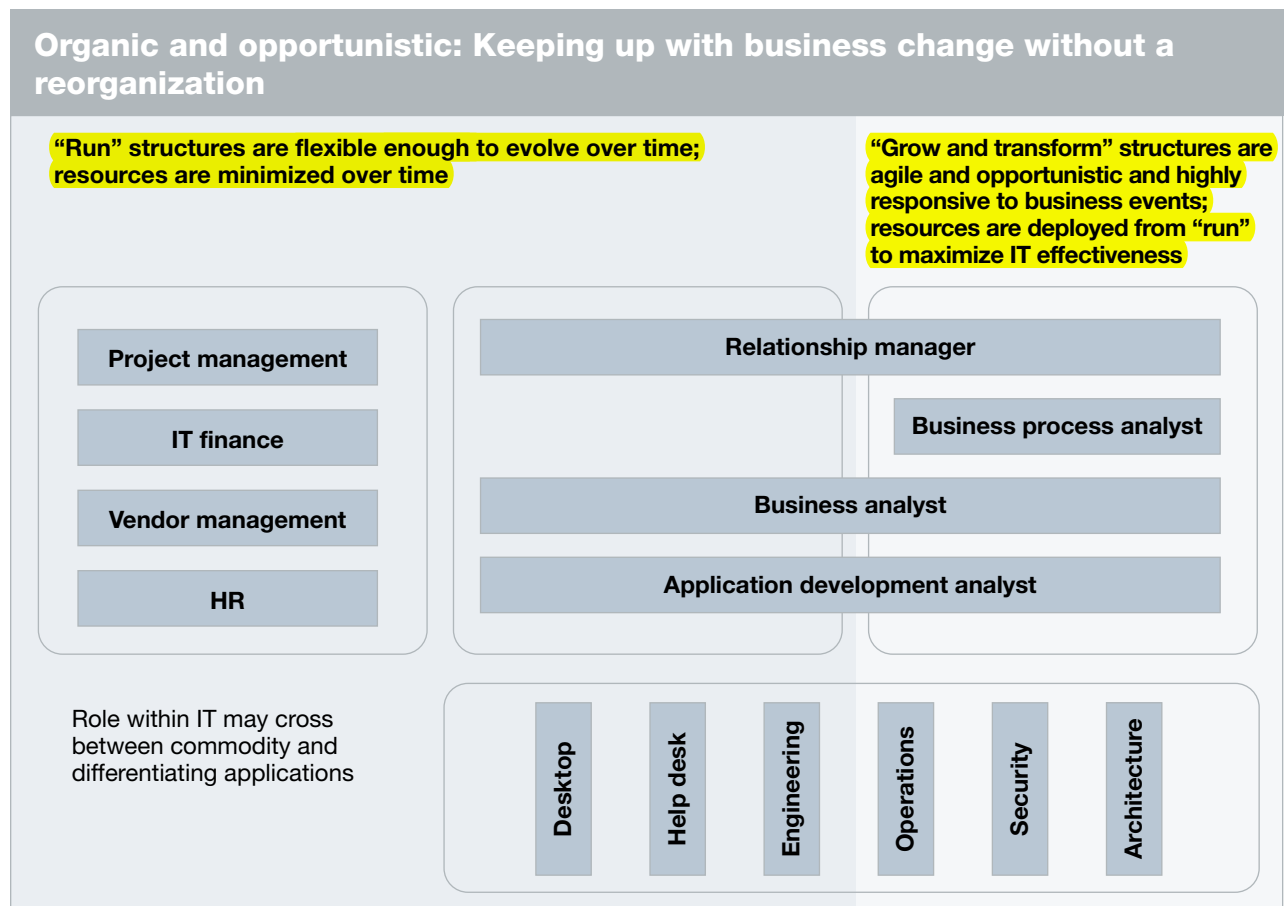 Organic and opportunistic: Keeping up with business change without a
reorganization
“Run” structures are flexible enough to evolve over time;
resources are minimized over time
“Grow and transform” structures are
agile and opportunistic and highly
responsive to business events;
resources are deployed from “run”
to maximize IT effectiveness
Project management
IT finance
Vendor management
HR
Relationship manager
Business process analyst
Business analyst
Application development analyst
Role within IT may cross
between commodity and
differentiating applications
Desktop
Help desk
Engineering
Operations
Security
Architecture